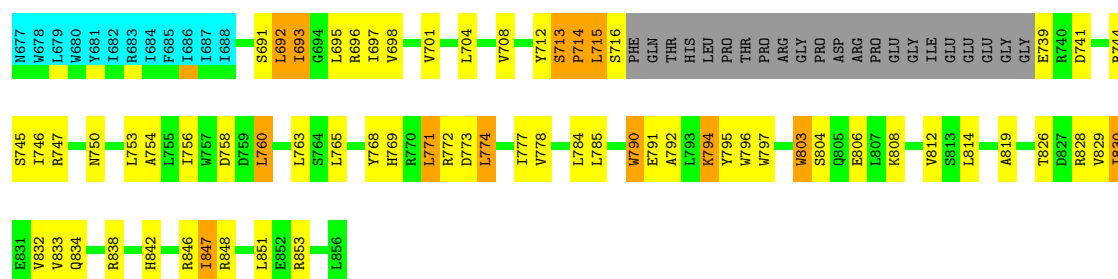 N677 W678 L679 W680 Y681 I682 R683 I684 F685 I686 I687 I688 S691 L692 I693 G694 L695 R696 I697 V698 V701 L704 V708 Y712 S713 P714 L715 S716 PHE GLN THR HIS LEU PRO THR PRO ARG GLY PRO ASP ARG PRO GLU GLY ILE GLU GLU GLU GLY GLY E739 R740 D741
S745 I746 R747 N750 L753 A754 L755 I756 W757 D758 D759 L760 L763 S764 L765 Y768 H769 R770 L771 R772 D773 L774 I777 V778 L784 L785 W790 E791 A792 L793 K794 Y795 W796 W797 W803 S804 Q805 E806 L807 K808 V812 S813 L814 A819 T826 D827 R828 V829
E831 V832 V833 Q834 R838 H842 R846 I847 R848 L851 E852 R853 L856